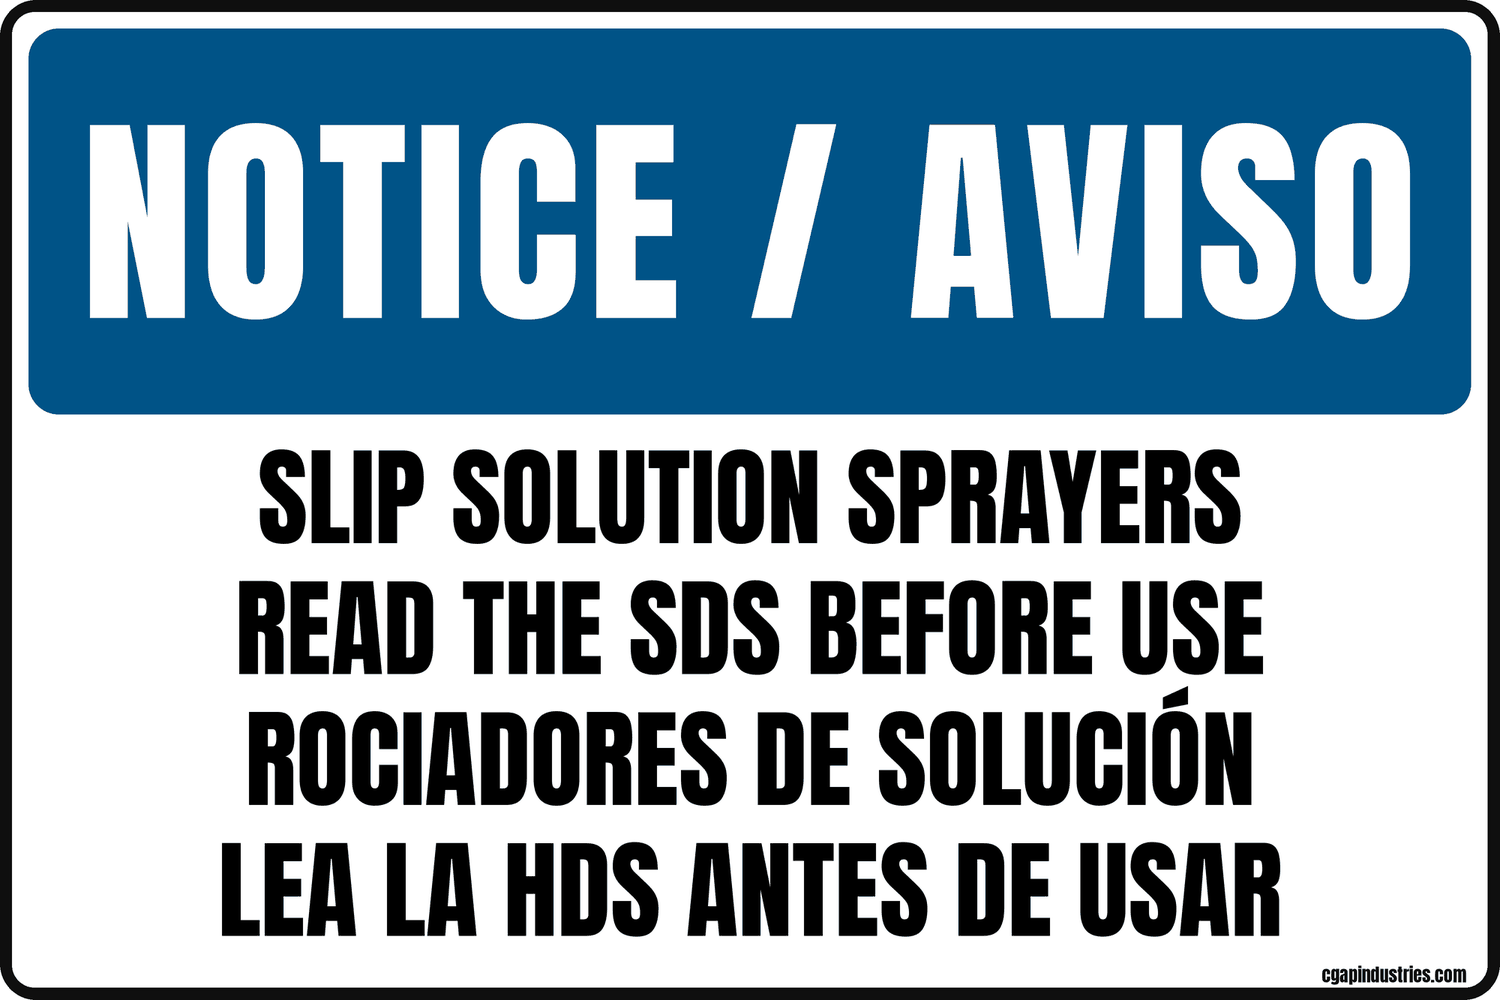 NOTICE / AVISO
SLIP SOLUTION SPRAYERS
READ THE SDS BEFORE USE
ROCIADORES DE SOLUCIÓN
LEA LA HDS ANTES DE USAR
cgapindustries.com